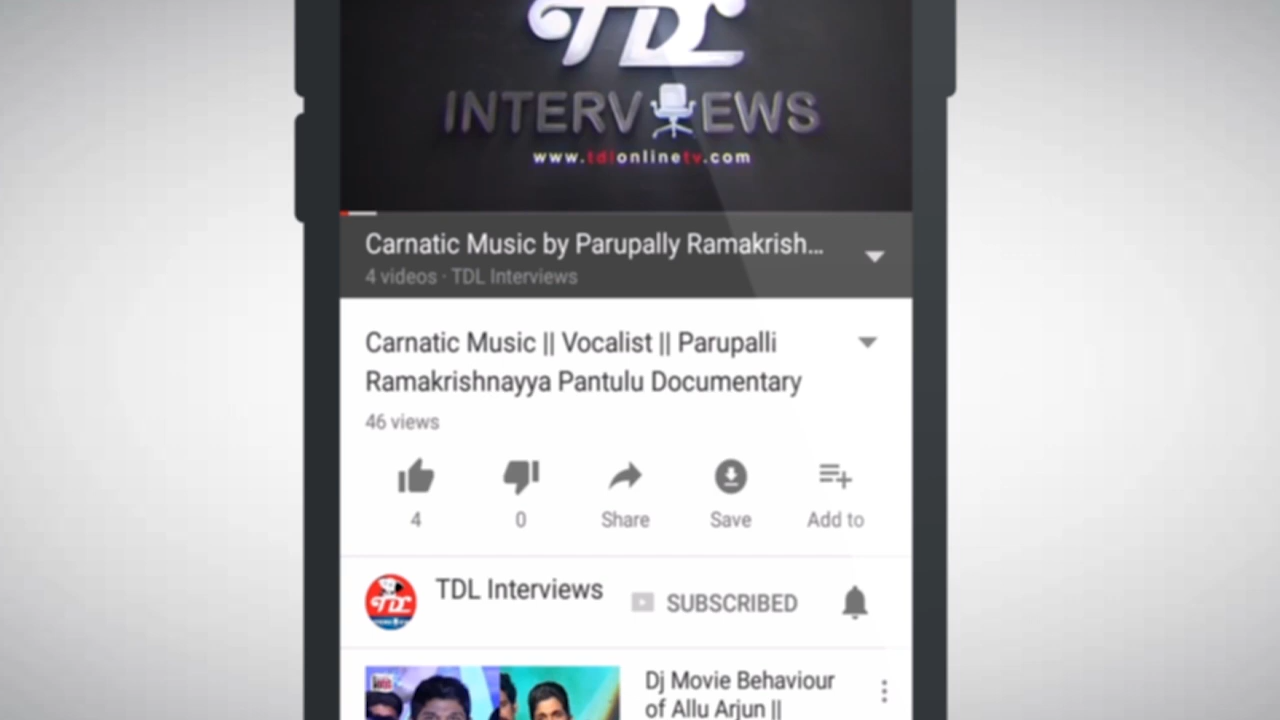 TDL
INTERVIEWS
www.tdlonlinetv.com
Carnatic Music by Parupally Ramakrish...
4 videos · TDL Interviews
Carnatic Music || Vocalist || Parupalli
Ramakrishnayya Pantulu Documentary
46 views
4
0
Share
Save
Add to
TDL
TDL Interviews
SUBSCRIBED
Dj Movie Behaviour
of Allu Arjun ||